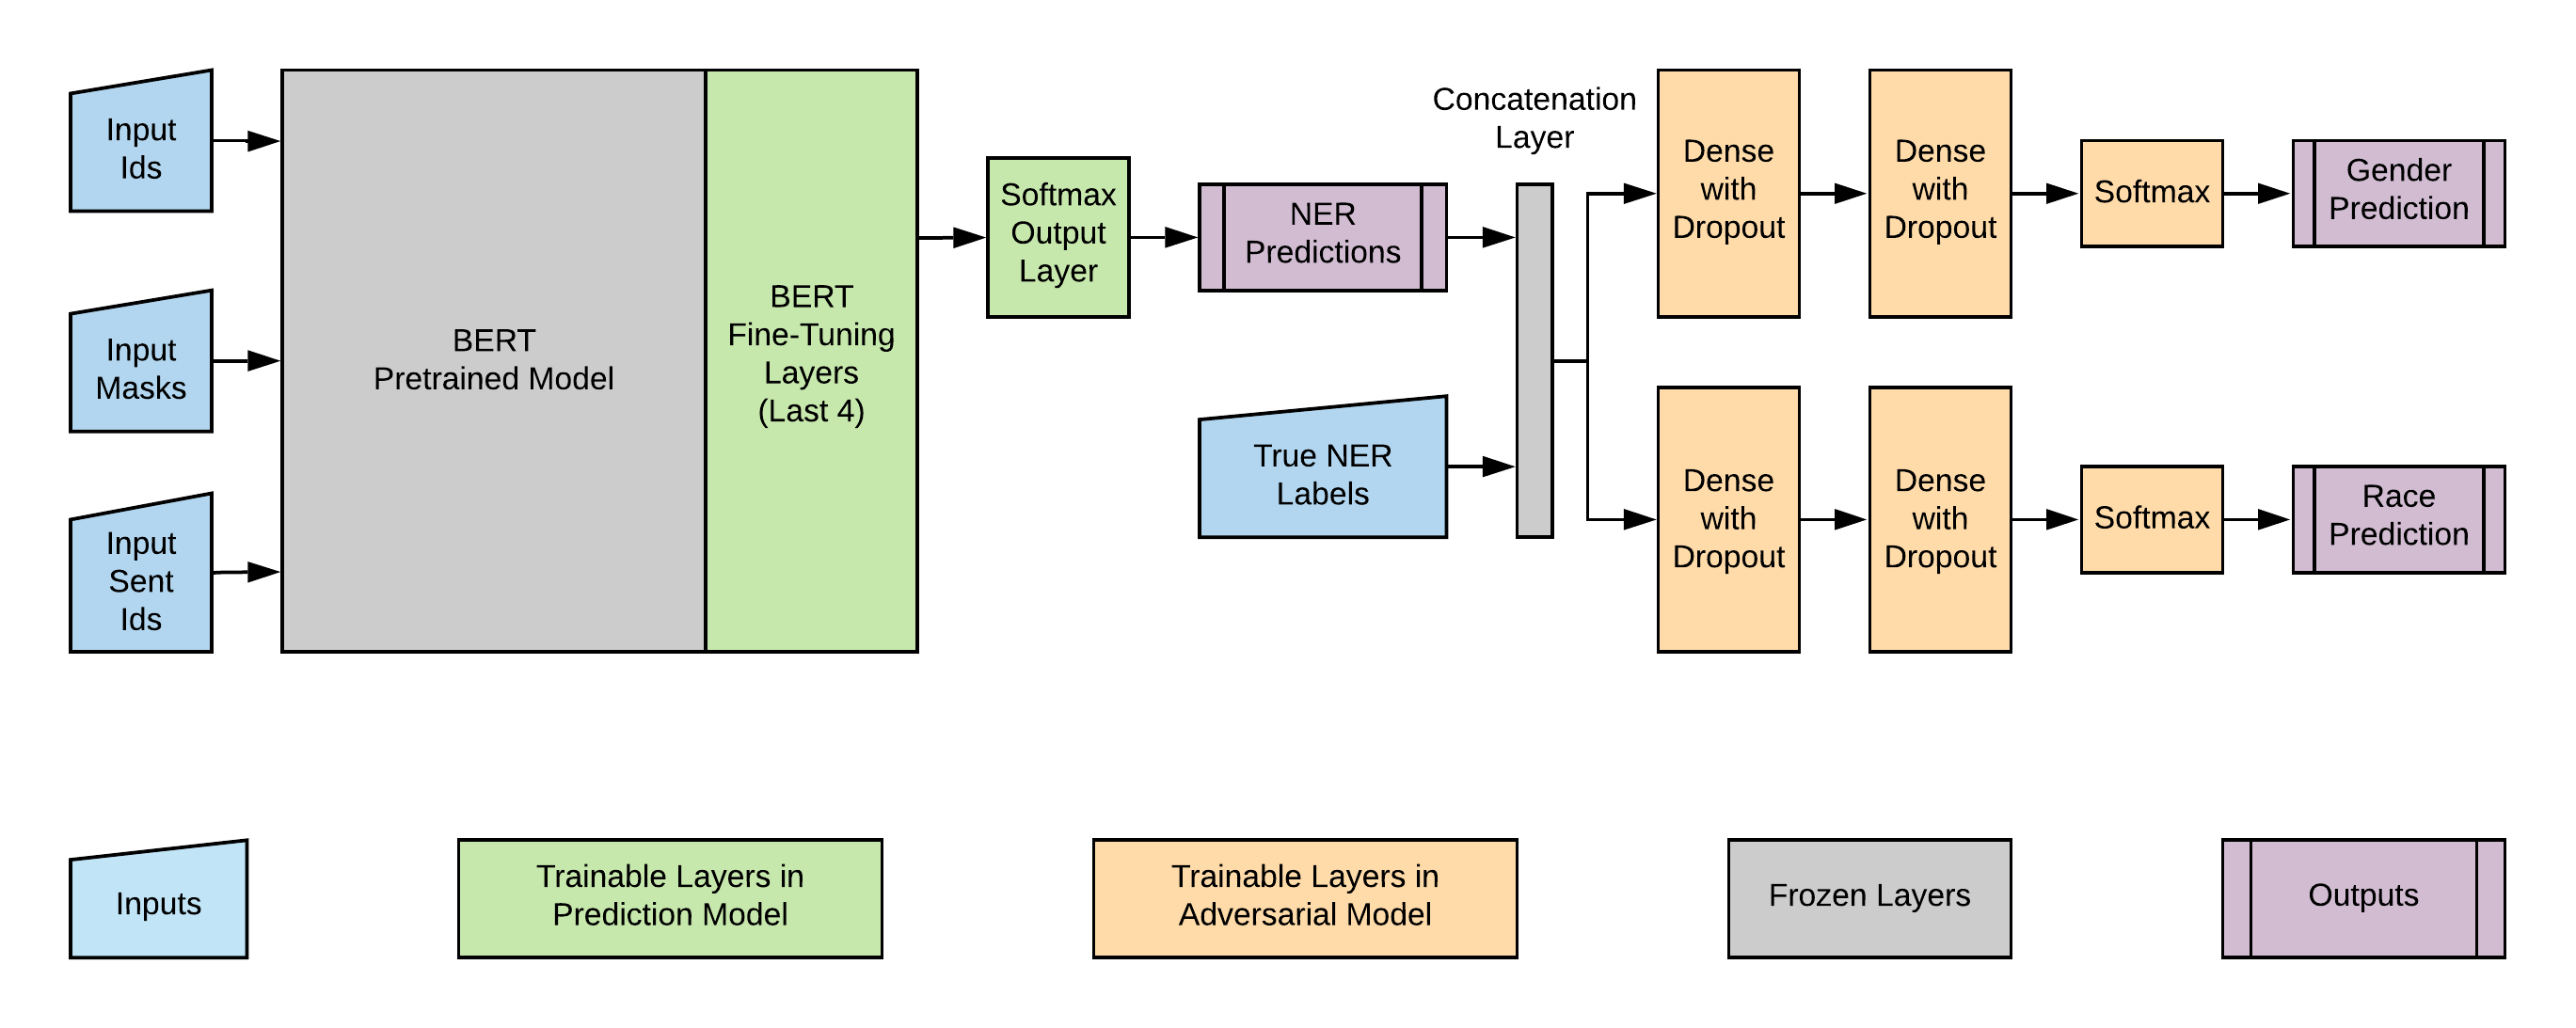 Input
Ids
Input
Masks
Input
Sent
Ids
BERT
Pretrained Model
BERT
Fine-Tuning
Layers
(Last 4)
Softmax
Output
Layer
NER
Predictions
True NER
Labels
Concatenation
Layer
Dense
with
Dropout
Dense
with
Dropout
Softmax
Gender
Prediction
Dense
with
Dropout
Dense
with
Dropout
Softmax
Race
Prediction
Inputs
Trainable Layers in
Prediction Model
Trainable Layers in
Adversarial Model
Frozen Layers
Outputs